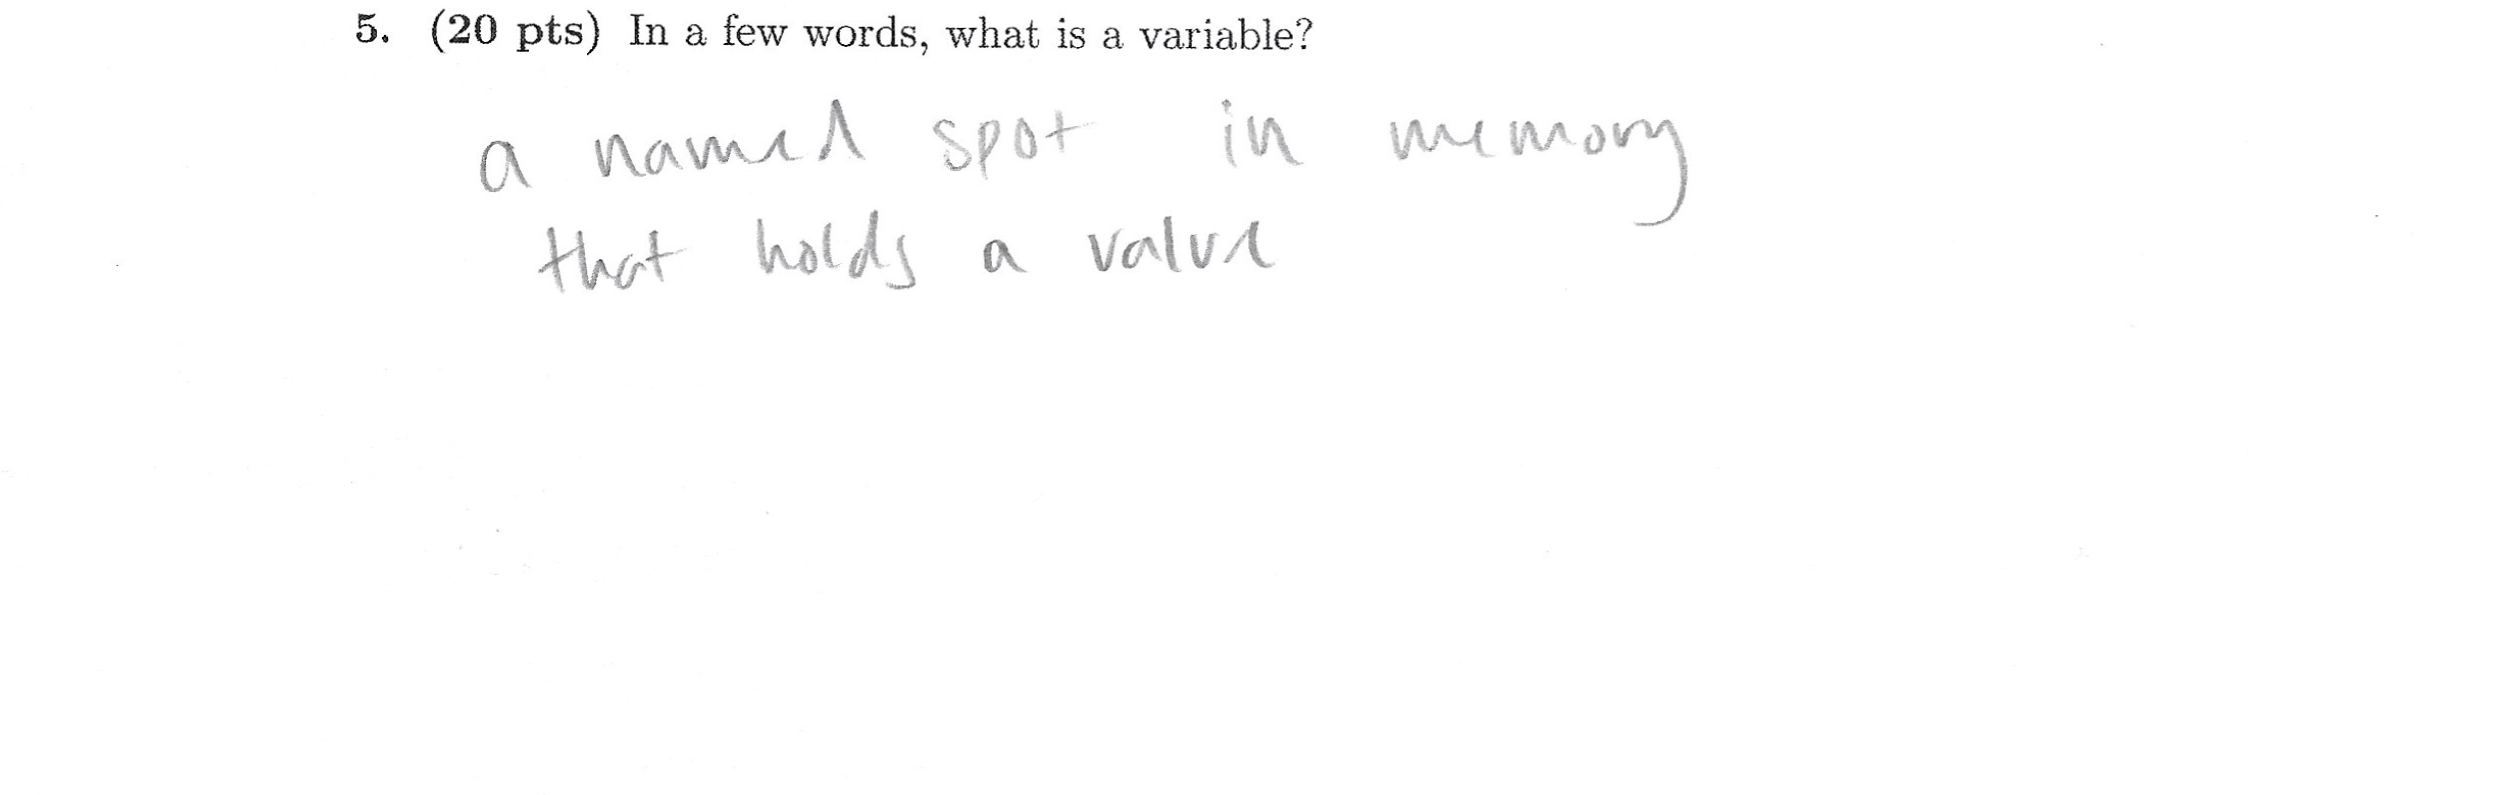 5. (20 pts) In a few words, what is a variable?
a named spot in memory
that holds a value